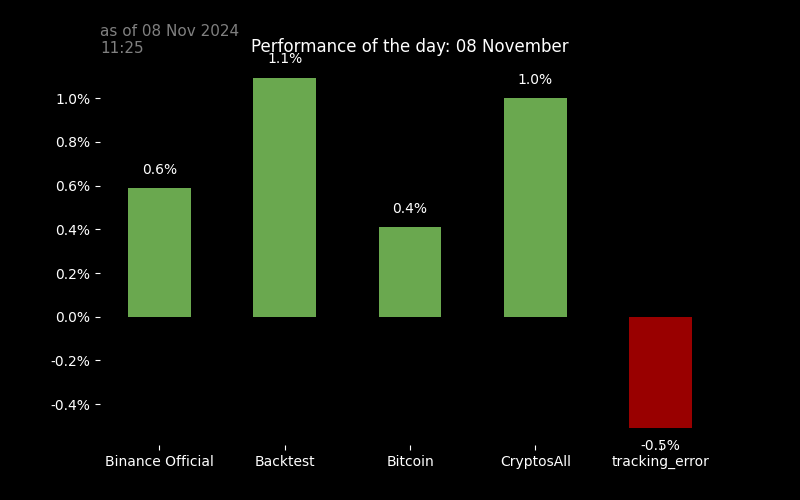 as of 08 Nov 2024
11:25
Performance of the day: 08 November
1.1%
1.0%
1.0%
0.8%
0.6%
0.6%
0.4%
0.4%
0.2%
0.0%
-0.2%
-0.4%
-0.5%
Binance Official
Backtest
Bitcoin
CryptosAll
tracking_error